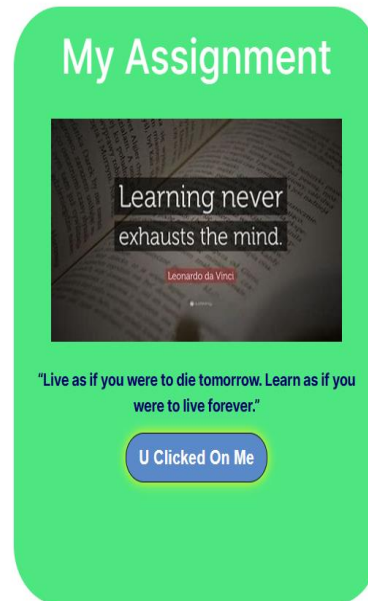 My Assignment
Learning never
exhausts the mind.
Leonardo da Vinci
"Live as if you were to die tomorrow. Learn as if you
were to live forever."
U Clicked On Me